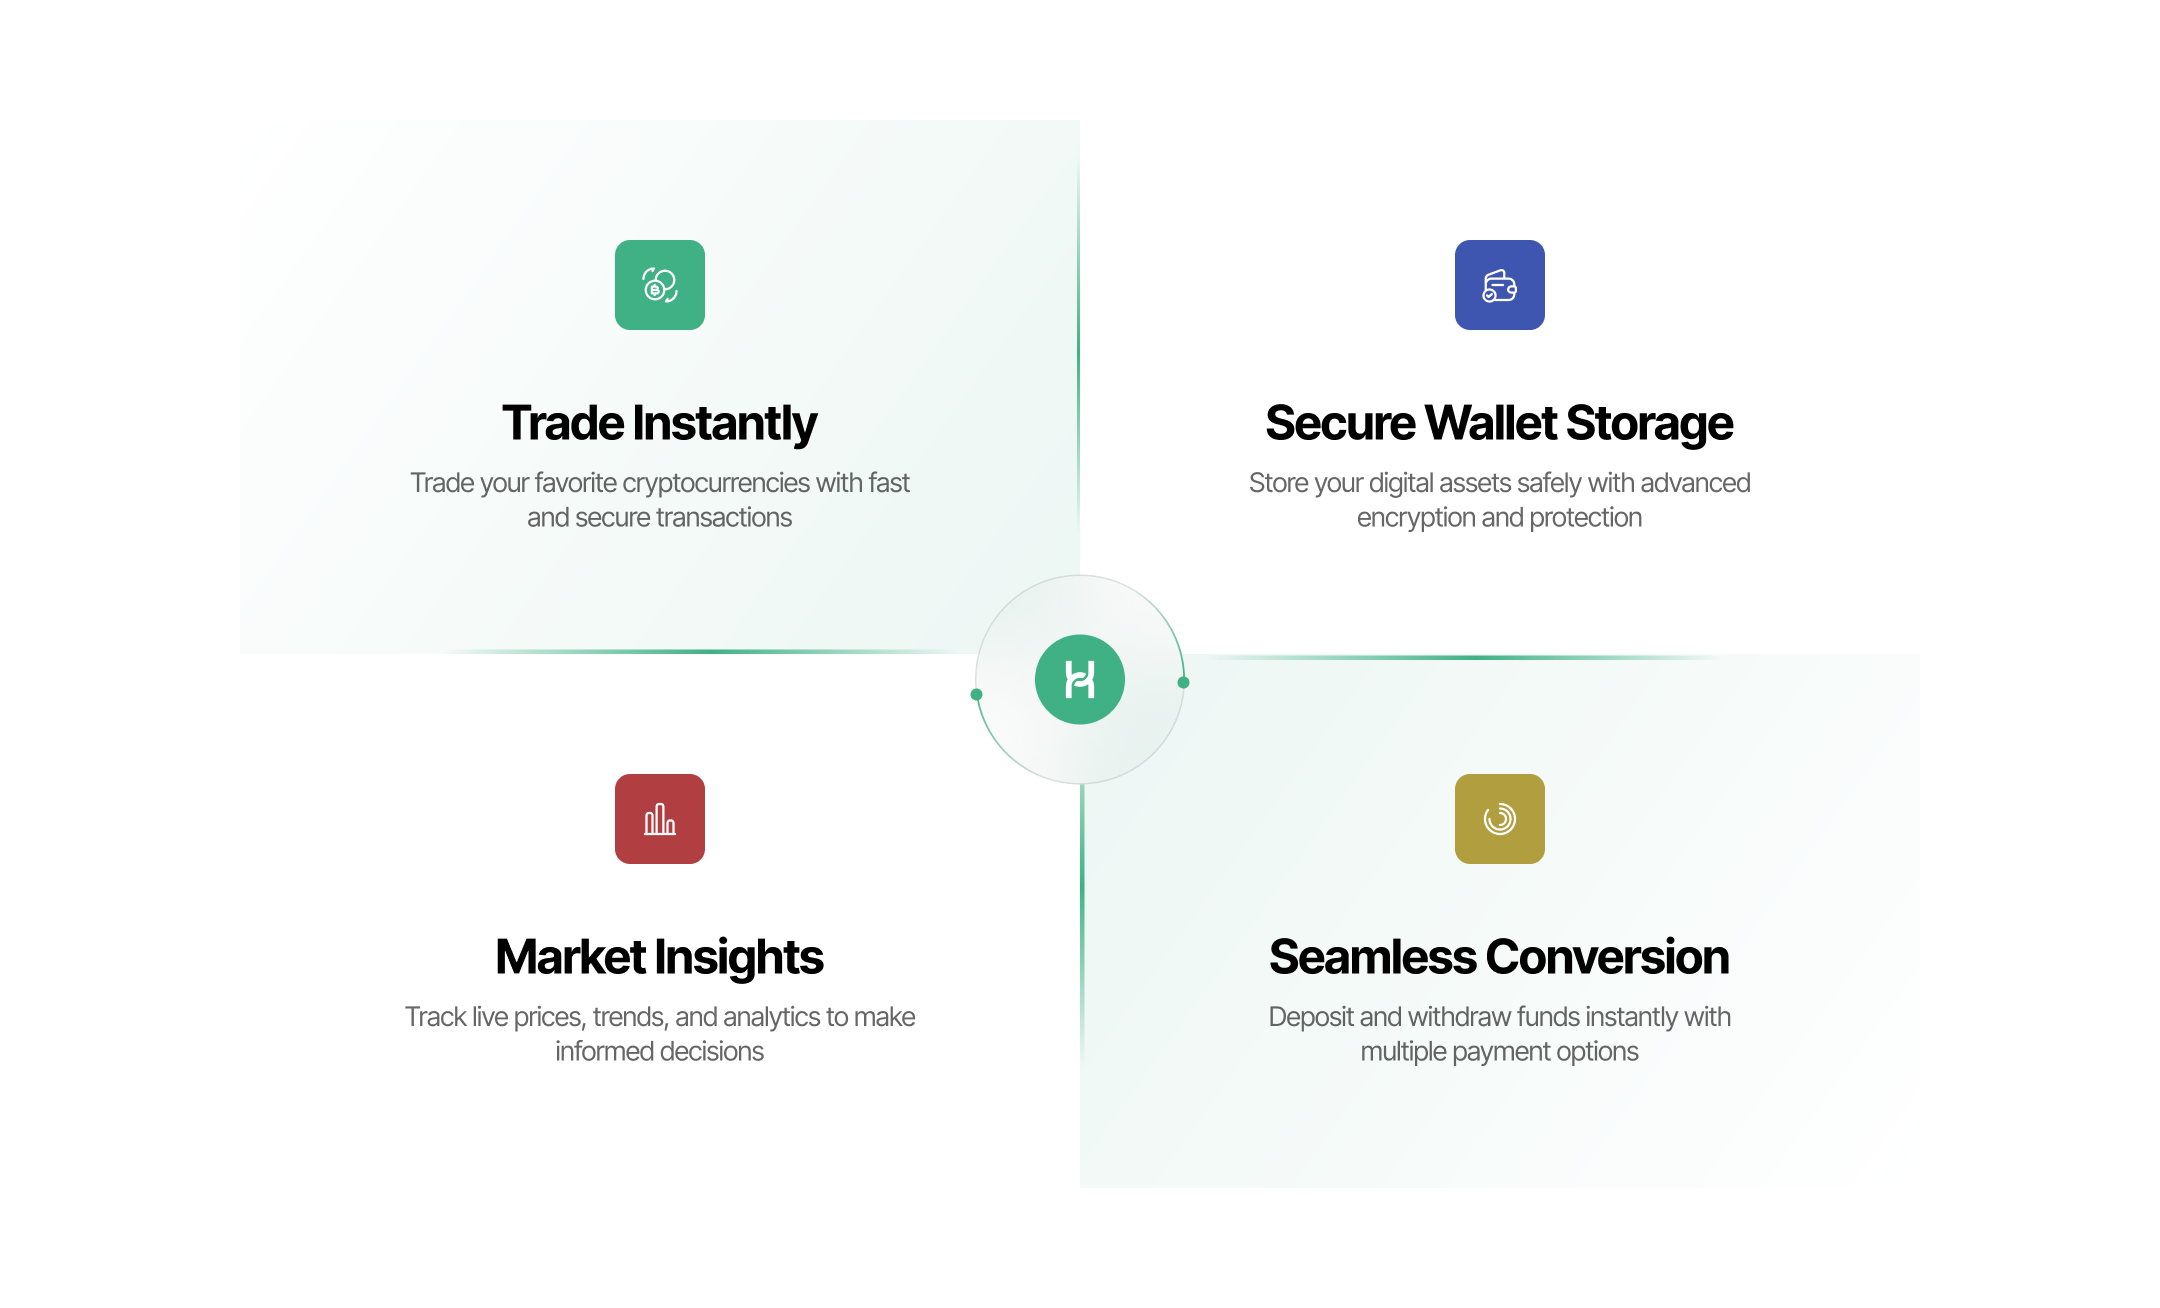 Trade Instantly
Trade your favorite cryptocurrencies with fast
and secure transactions
Secure Wallet Storage
Store your digital assets safely with advanced
encryption and protection
Market Insights
Track live prices, trends, and analytics to make
informed decisions
Seamless Conversion
Deposit and withdraw funds instantly with
multiple payment options